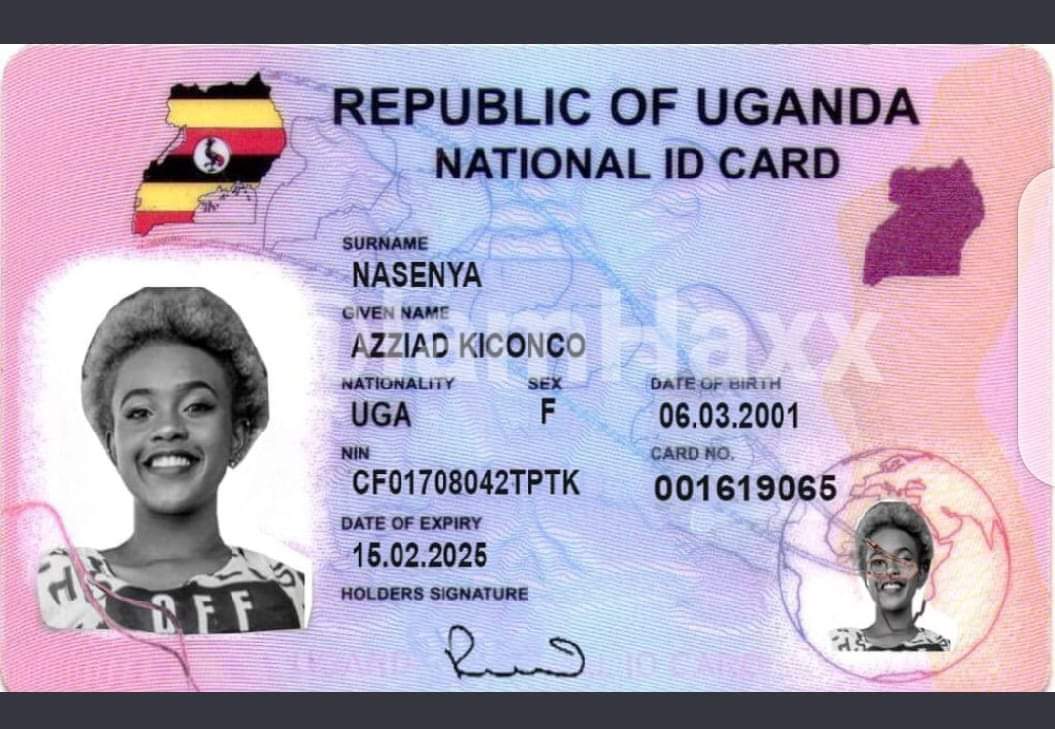 REPUBLIC OF UGANDA
NATIONAL ID CARD
SURNAME
NASENYA
GIVEN NAME
AZZIAD KICONCO
NATIONALITY SEX DATE OF BIRTH
UGA F 06.03.2001
NIN CARD NO.
CF01708042TPTK 001619065
DATE OF EXPIRY
15.02.2025
HOLDERS SIGNATURE
OFF